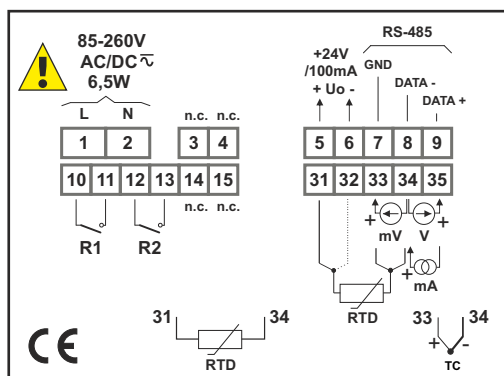 85-260V
AC/DC
6,5W
L N
n.c. n.c.
1 2 3 4
10 11 12 13 14 15
n.c. n.c.
R1 R2
RS-485
+24V
/100mA
+ Uo -
GND
DATA -
DATA +
5 6 7 8 9
31 32 33 34 35
+ mV V +
+ mA
RTD
31 34
RTD
33 34
+ -
TC
CE